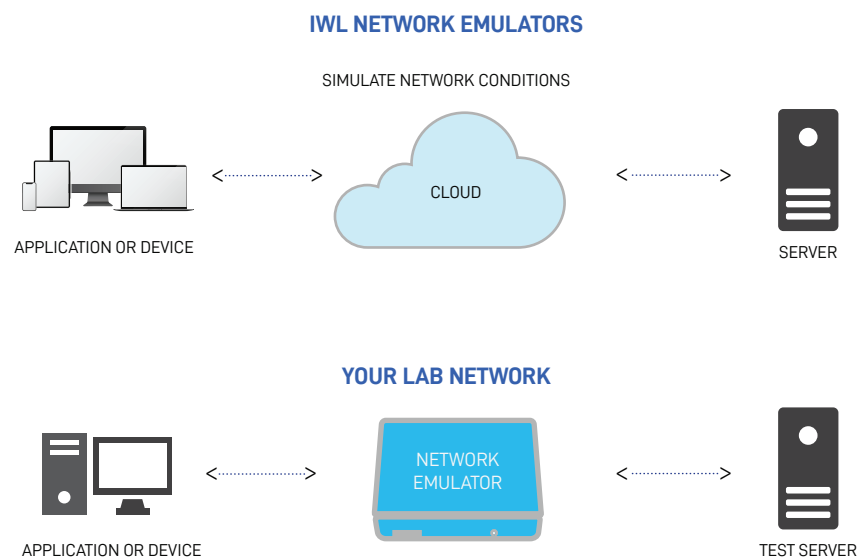 IWL NETWORK EMULATORS
SIMULATE NETWORK CONDITIONS
CLOUD
APPLICATION OR DEVICE
SERVER
YOUR LAB NETWORK
NETWORK
EMULATOR
APPLICATION OR DEVICE
TEST SERVER